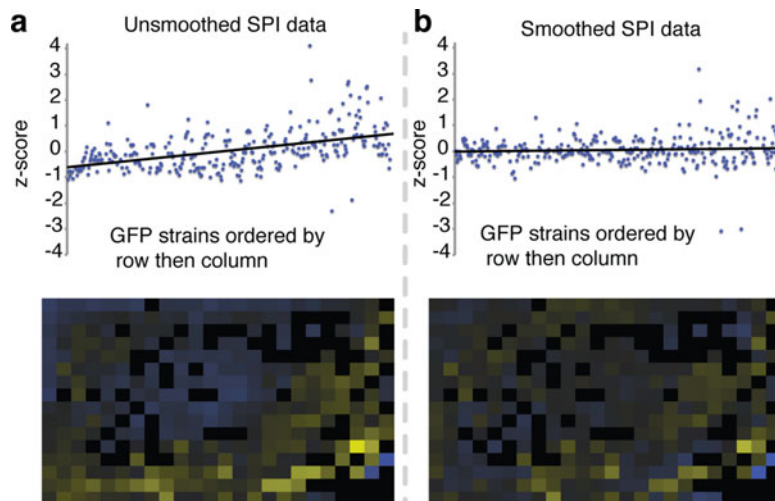 a
Unsmoothed SPI data
z-score
4
3
2
1
0
-1
-2
-3
-4
GFP strains ordered by
row then column
b
Smoothed SPI data
z-score
4
3
2
1
0
-1
-2
-3
-4
GFP strains ordered by
row then column